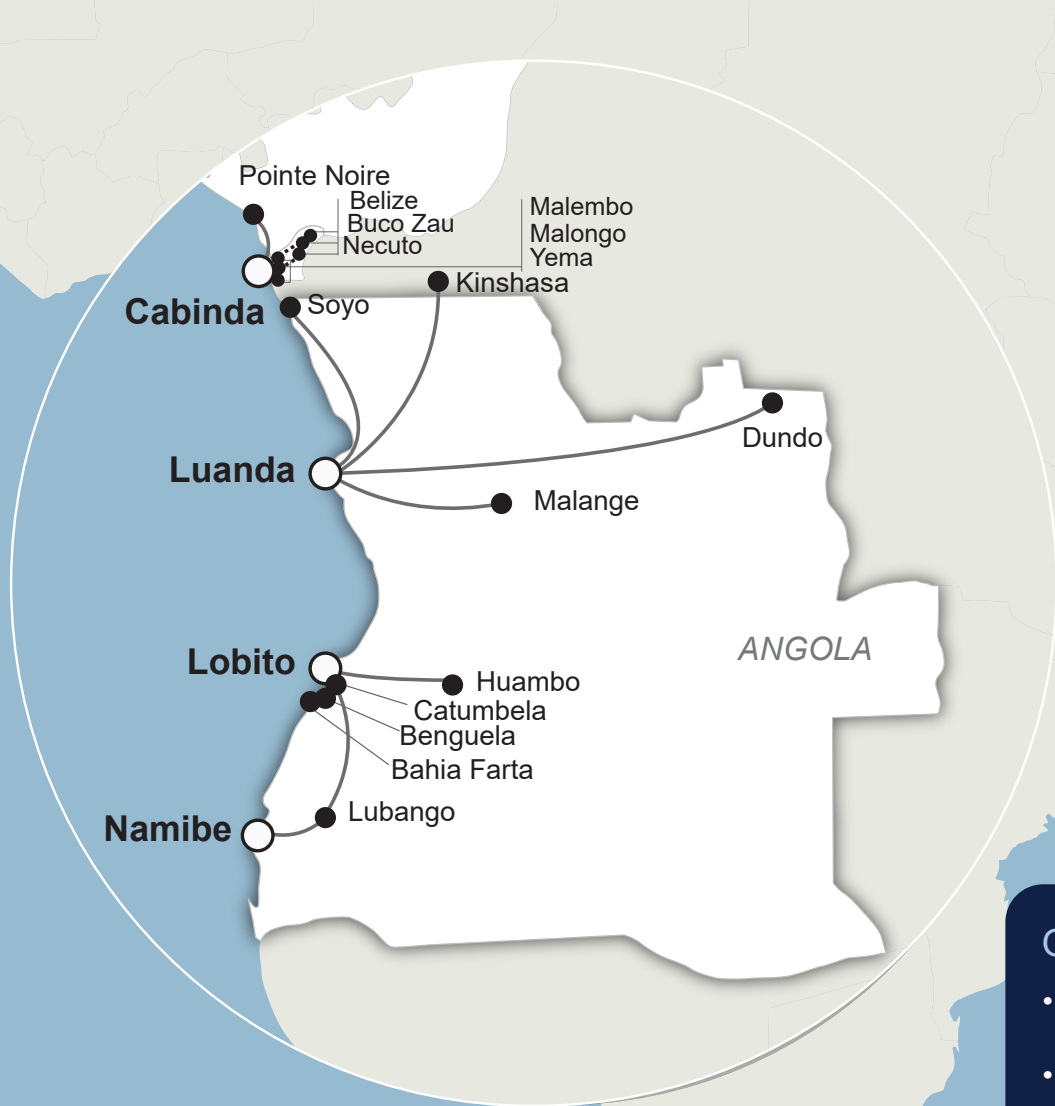 Pointe Noire
Belize
Buco Zau
Necuto
Malembo
Malongo
Yema
Kinshasa
Cabinda
Soyo
Dundo
Luanda
Malange
ANGOLA
Lobito
Huambo
Catumbela
Benguela
Bahia Farta
Lubango
Namibe